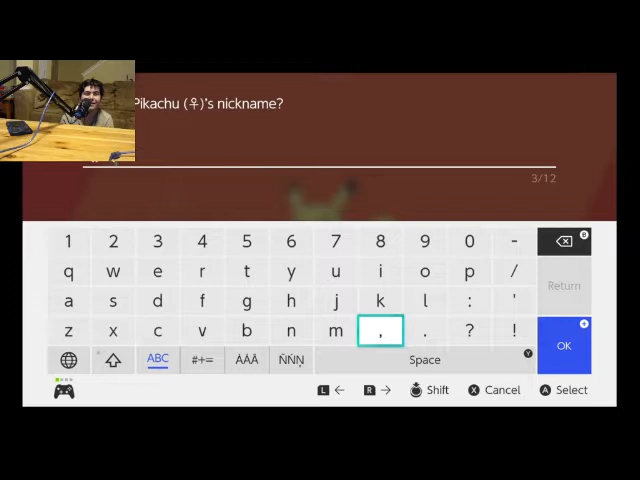 Pikachu (♀)'s nickname?
3/12
1 2 3 4 5 6 7 8 9 0 -
q w e r t y u i o p /
Return
a s d f g h j k l : '
z x c v b n m , . ? !
OK
ABC #+= ÀÁÂ ÑŃŅ Space
L ← R → Shift X Cancel A Select